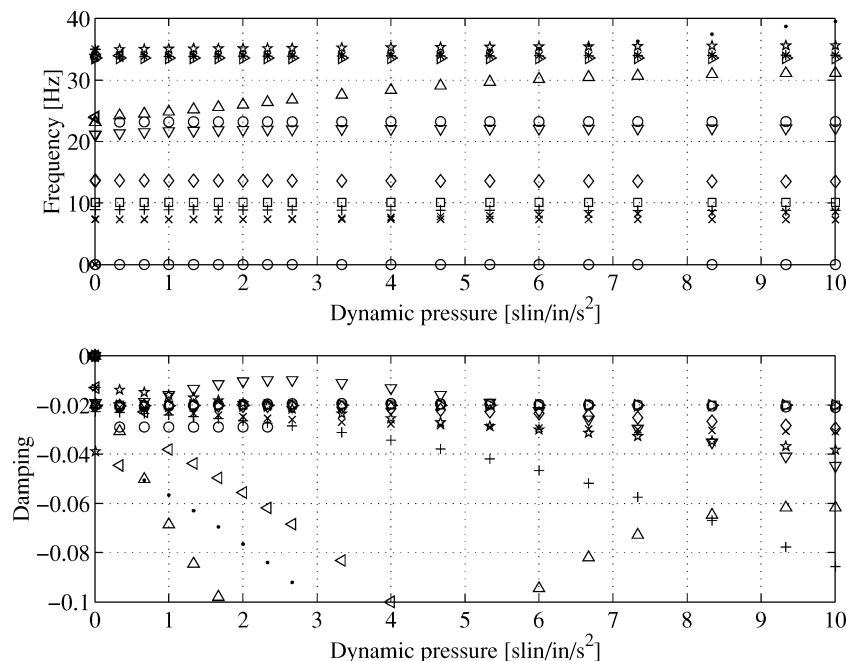 40
30
20
10
0
Frequency [Hz]
0 1 2 3 4 5 6 7 8 9 10
Dynamic pressure [slin/in/s²]
0
−0.02
−0.04
−0.06
−0.08
−0.1
Damping
0 1 2 3 4 5 6 7 8 9 10
Dynamic pressure [slin/in/s²]